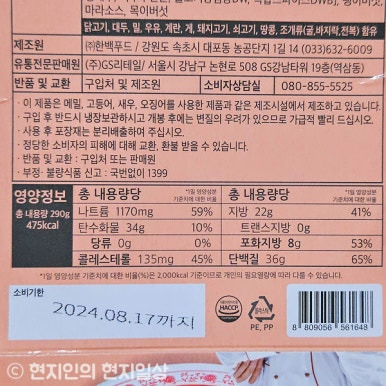 마라소스, 목이버섯
닭고기, 대두, 밀, 우유, 계란, 게, 돼지고기, 쇠고기, 땅콩, 조개류(굴,바지락,전복) 함유
제조원 ㈜한백푸드 / 강원도 속초시 대포동 농공단지 1길 14 (033)632-6009
유통전문판매원 ㈜GS리테일/ 서울시 강남구 논현로 508 GS강남타워 19층(역삼동)
반품 및 교환 구입처 및 제조원 소비자상담실 080-855-5525
· 이 제품은 메밀, 고등어, 새우, 오징어를 사용한 제품과 같은 제조시설에서 제조하고 있습니다.
· 구입 후 반드시 냉장보관하시고 개봉 후에는 변질의 우려가 있으므로 가급적 빨리 드십시오.
· 사용 후 포장재는 분리배출하여 주십시오.
· 정당한 소비자의 피해에 대해 교환, 환불 받을 수 있습니다.
· 반품 및 교환 : 구입처 또는 판매원
· 부정·불량식품 신고 : 국번없이 1399
영양정보
총 내용량 290g
475kcal
총 내용량당 *1일 영양성분 기준치에 대한 비율
나트륨 1170mg 59%
탄수화물 34g 10%
당류 0g 0%
콜레스테롤 135mg 45%
총 내용량당 *1일 영양성분 기준치에 대한 비율
지방 22g 41%
트랜스지방 0g
포화지방 8g 53%
단백질 36g 65%
*1일 영양성분 기준치에 대한 비율(%)은 2,000kcal 기준이므로 개인의 필요열량에 따라 다를 수 있습니다.
소비기한
2024.08.17까지
HACCP
비닐류
PE, PP
8 809056 561648
현지인의 현지일상